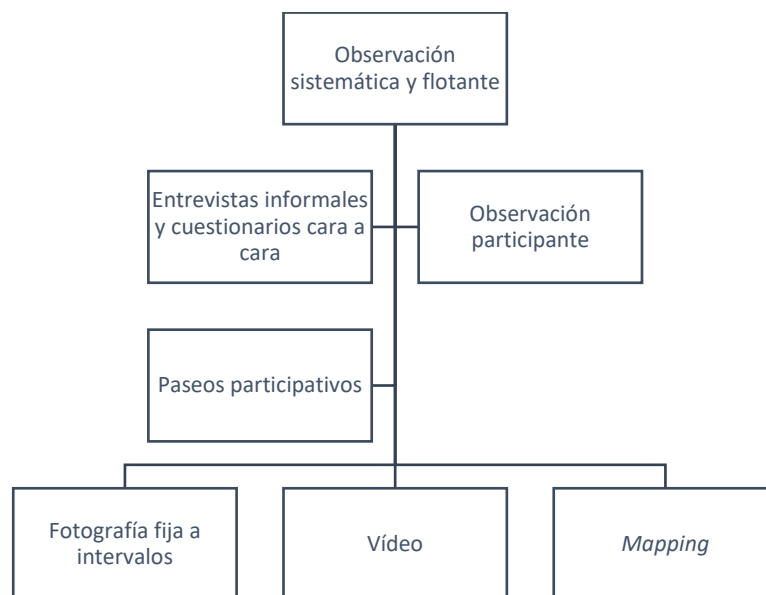 Observación
sistemática y flotante
Entrevistas informales
y cuestionarios cara a
cara
Observación
participante
Paseos participativos
Fotografía fija a
intervalos
Vídeo
Mapping